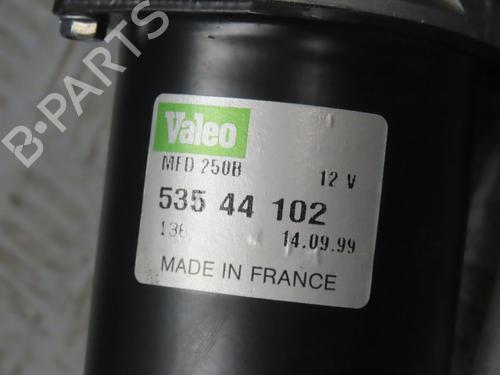 B-PARTS
Valeo
MFD 250B 12 V
535 44 102
14.09.99
MADE IN FRANCE